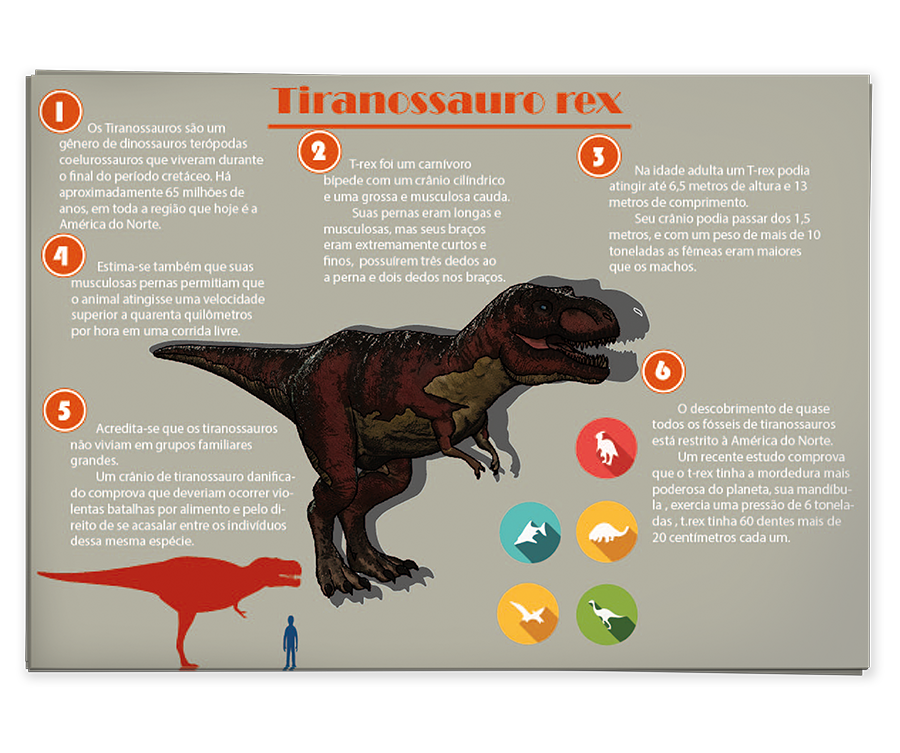 Tiranossauro rex
1
Os Tiranossauros são um
gênero de dinossauros terópodas
coelurossauros que viveram durante
o final do período cretáceo. Há
aproximadamente 65 milhões de
anos, em toda a região que hoje é a
América do Norte.
2
T-rex foi um carnívoro
bípede com um crânio cilíndrico
e uma grossa e musculosa cauda.
Suas pernas eram longas e
musculosas, mas seus braços
eram extremamente curtos e
finos, possuírem três dedos ao
a perna e dois dedos nos braços.
3
Na idade adulta um T-rex podia
atingir até 6,5 metros de altura e 13
metros de comprimento.
Seu crânio podia passar dos 1,5
metros, e com um peso de mais de 10
toneladas as fêmeas eram maiores
que os machos.
4
Estima-se também que suas
musculosas pernas permitiam que
o animal atingisse uma velocidade
superior a quarenta quilômetros
por hora em uma corrida livre.
5
Acredita-se que os tiranossauros
não viviam em grupos familiares
grandes.
Um crânio de tiranossauro danifica-
do comprova que deveriam ocorrer vio-
lentas batalhas por alimento e pelo di-
reito de se acasalar entre os indivíduos
dessa mesma espécie.
6
O descobrimento de quase
todos os fósseis de tiranossauros
está restrito à América do Norte.
Um recente estudo comprova
que o t-rex tinha a mordedura mais
poderosa do planeta, sua mandíbu-
la , exercia uma pressão de 6 tonela-
das , t.rex tinha 60 dentes mais de
20 centímetros cada um.